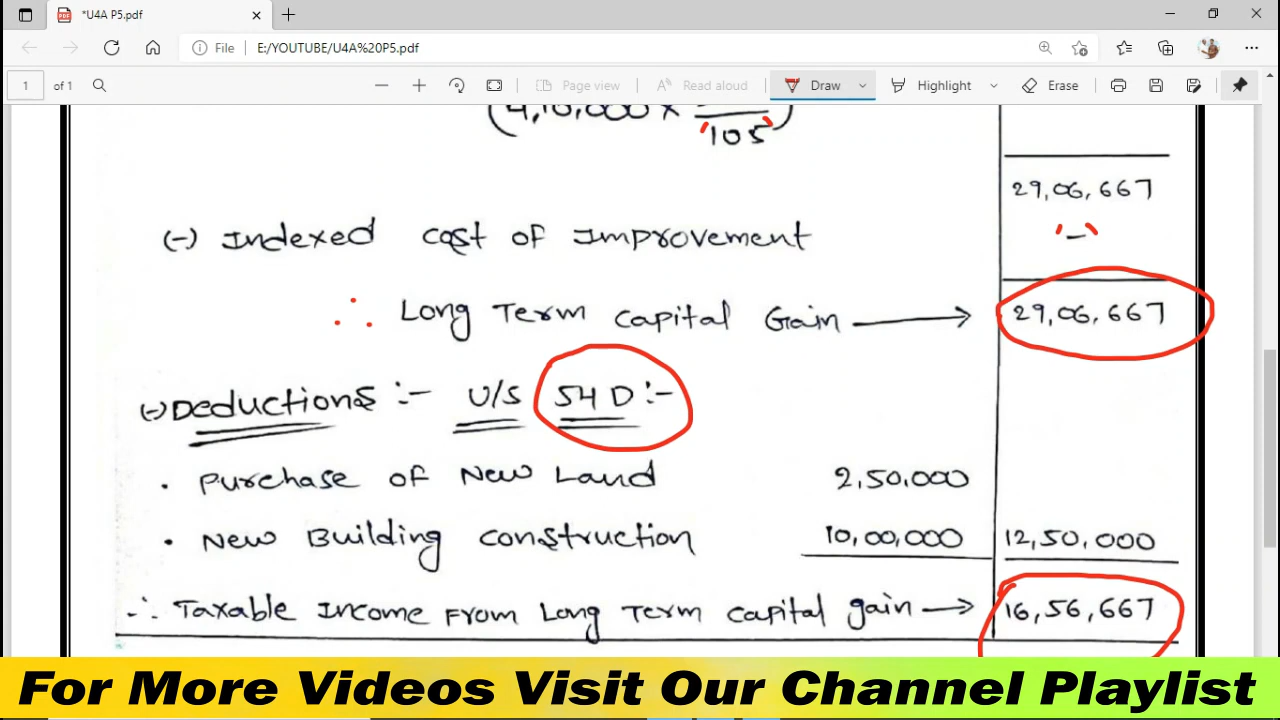 *U4A P5.pdf
File E:/YOUTUBE/U4A%20P5.pdf
1 of 1 Page view Read aloud Draw Highlight Erase
(4,10,000 ×
105)
29,06,667
(-) Indexed cost of Improvement -
∴ Long Term capital Gain → 29,06,667
(-) Deductions :- U/S 54 D :-
• Purchase of New Land 2,50,000
• New Building construction 10,00,000 12,50,000
∴ Taxable Income From Long Term capital gain → 16,56,667
For More Videos Visit Our Channel Playlist